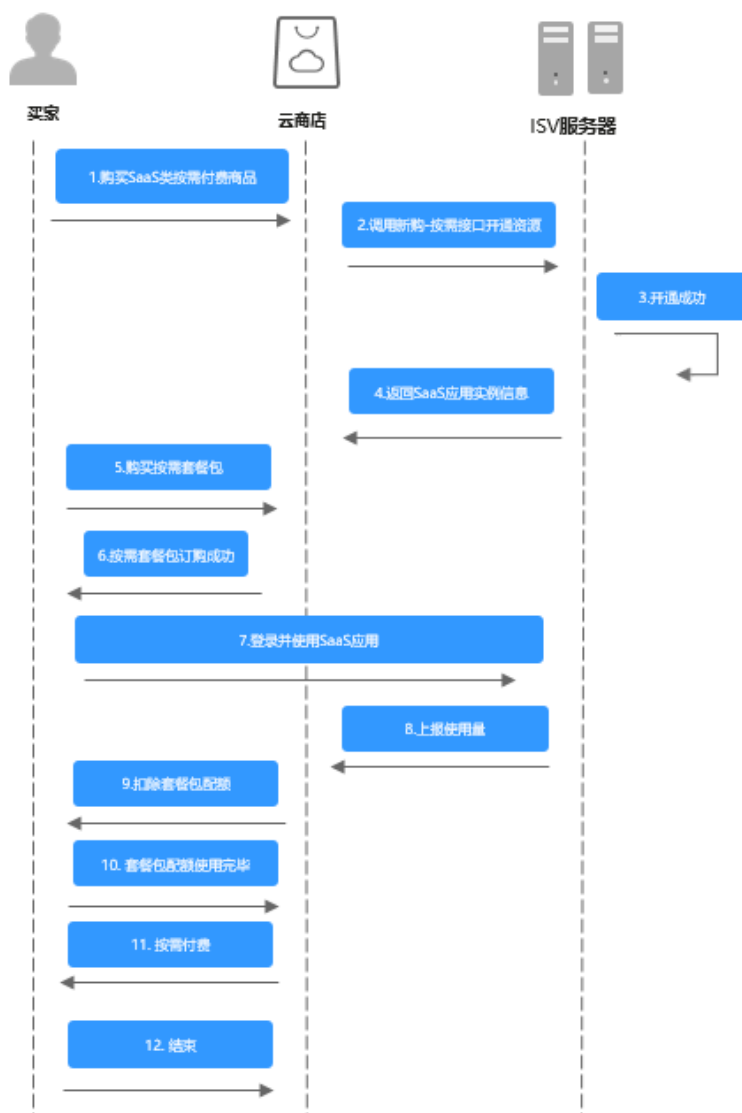 买家
云商店
ISV服务器
1.购买SaaS类按需付费商品
2.调用新购-按需接口开通资源
3.开通成功
4.返回SaaS应用实例信息
5.购买按需套餐包
6.按需套餐包订购成功
7.登录并使用SaaS应用
8.上报使用量
9.扣除套餐包配额
10. 套餐包配额使用完毕
11. 按需付费
12. 结束